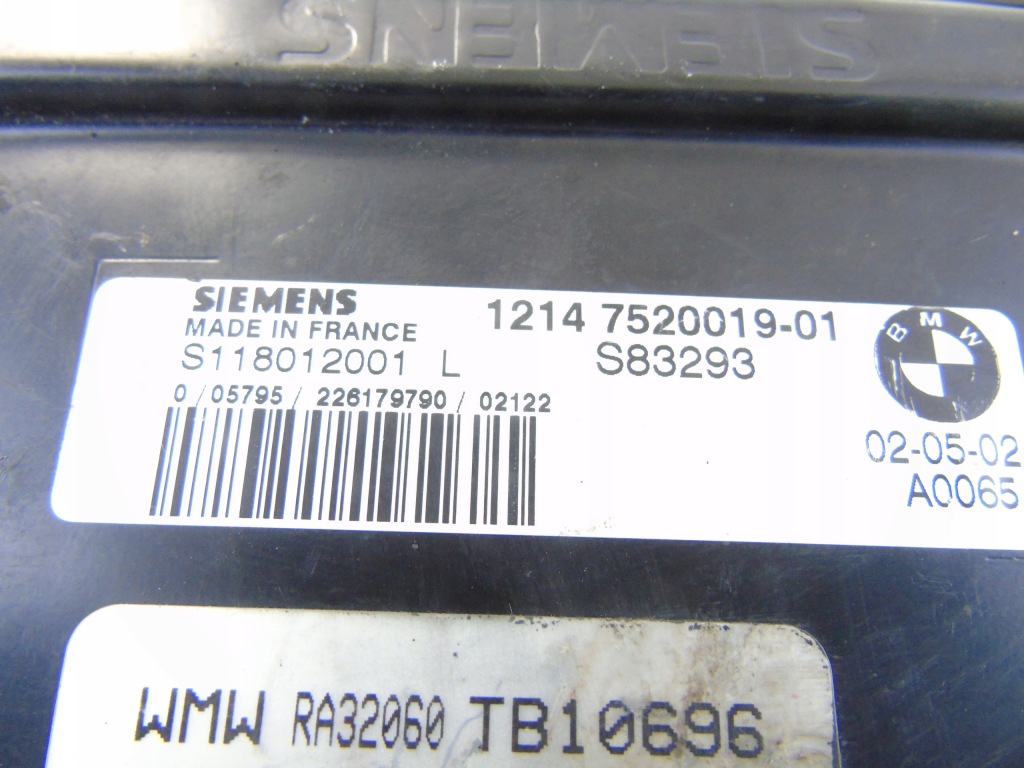 SIEMENS
SIEMENS 1214 7520019-01
MADE IN FRANCE
S118012001 L S83293
BMW
0 / 05795 / 226179790 / 02122
02-05-02
A0065
WMW RA32060 TB10696